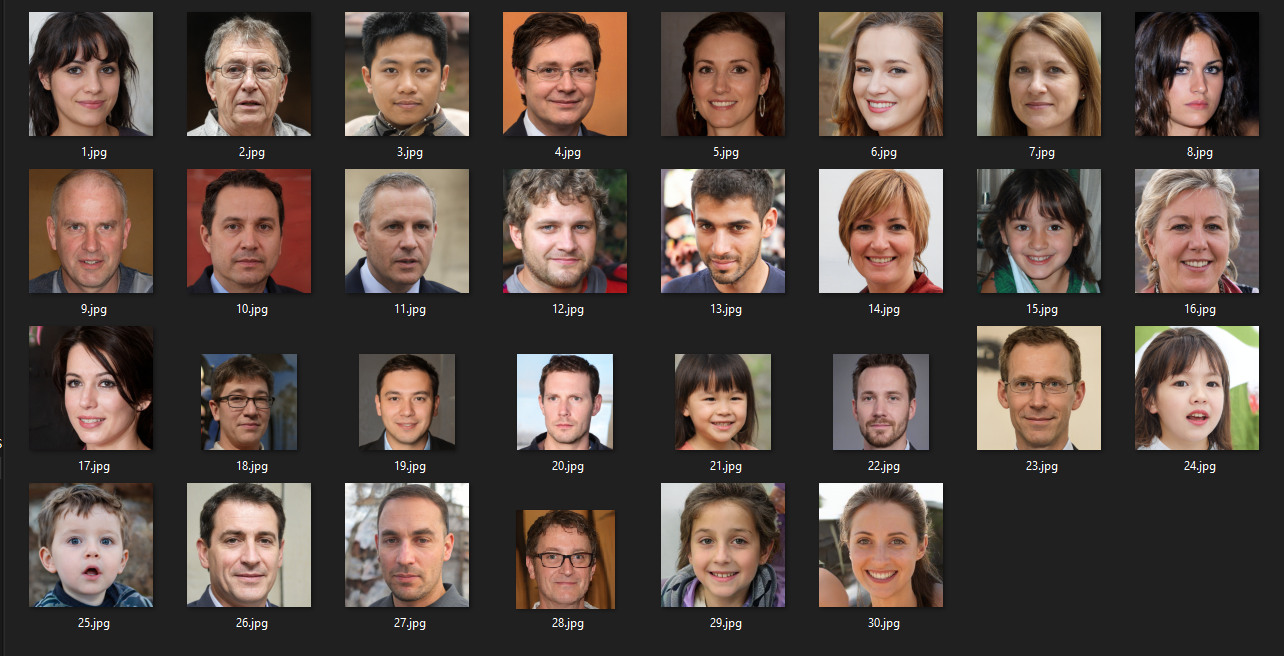 1.jpg 2.jpg 3.jpg 4.jpg 5.jpg 6.jpg 7.jpg 8.jpg
9.jpg 10.jpg 11.jpg 12.jpg 13.jpg 14.jpg 15.jpg 16.jpg
17.jpg 18.jpg 19.jpg 20.jpg 21.jpg 22.jpg 23.jpg 24.jpg
25.jpg 26.jpg 27.jpg 28.jpg 29.jpg 30.jpg